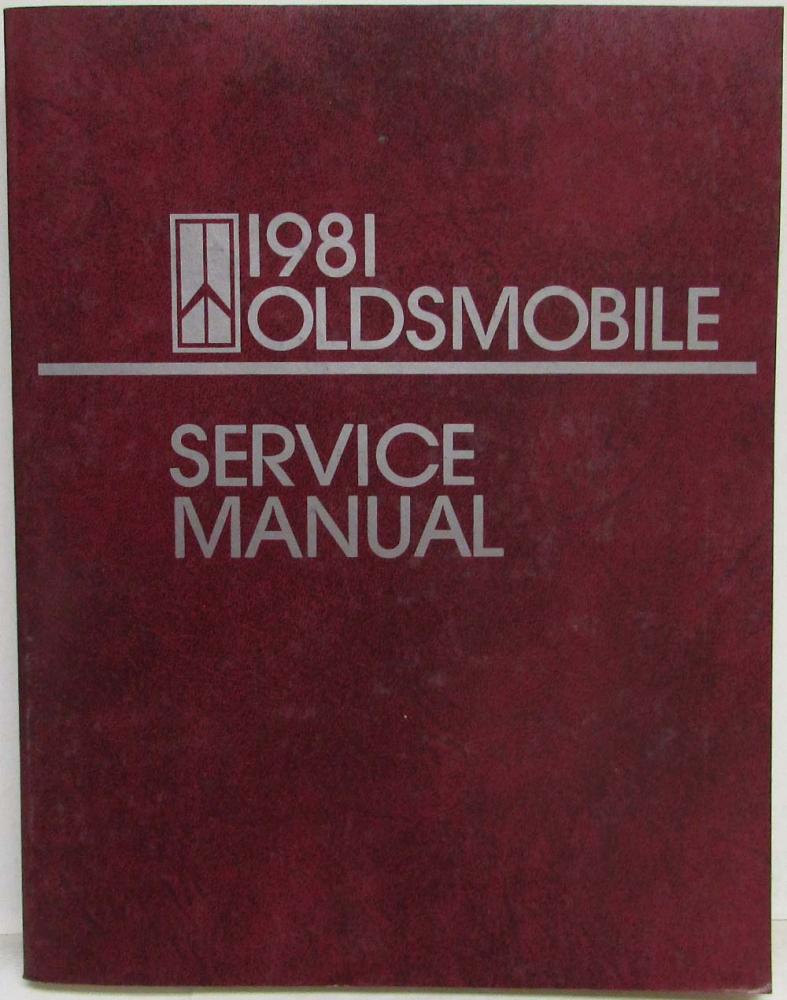 1981
OLDSMOBILE
SERVICE
MANUAL